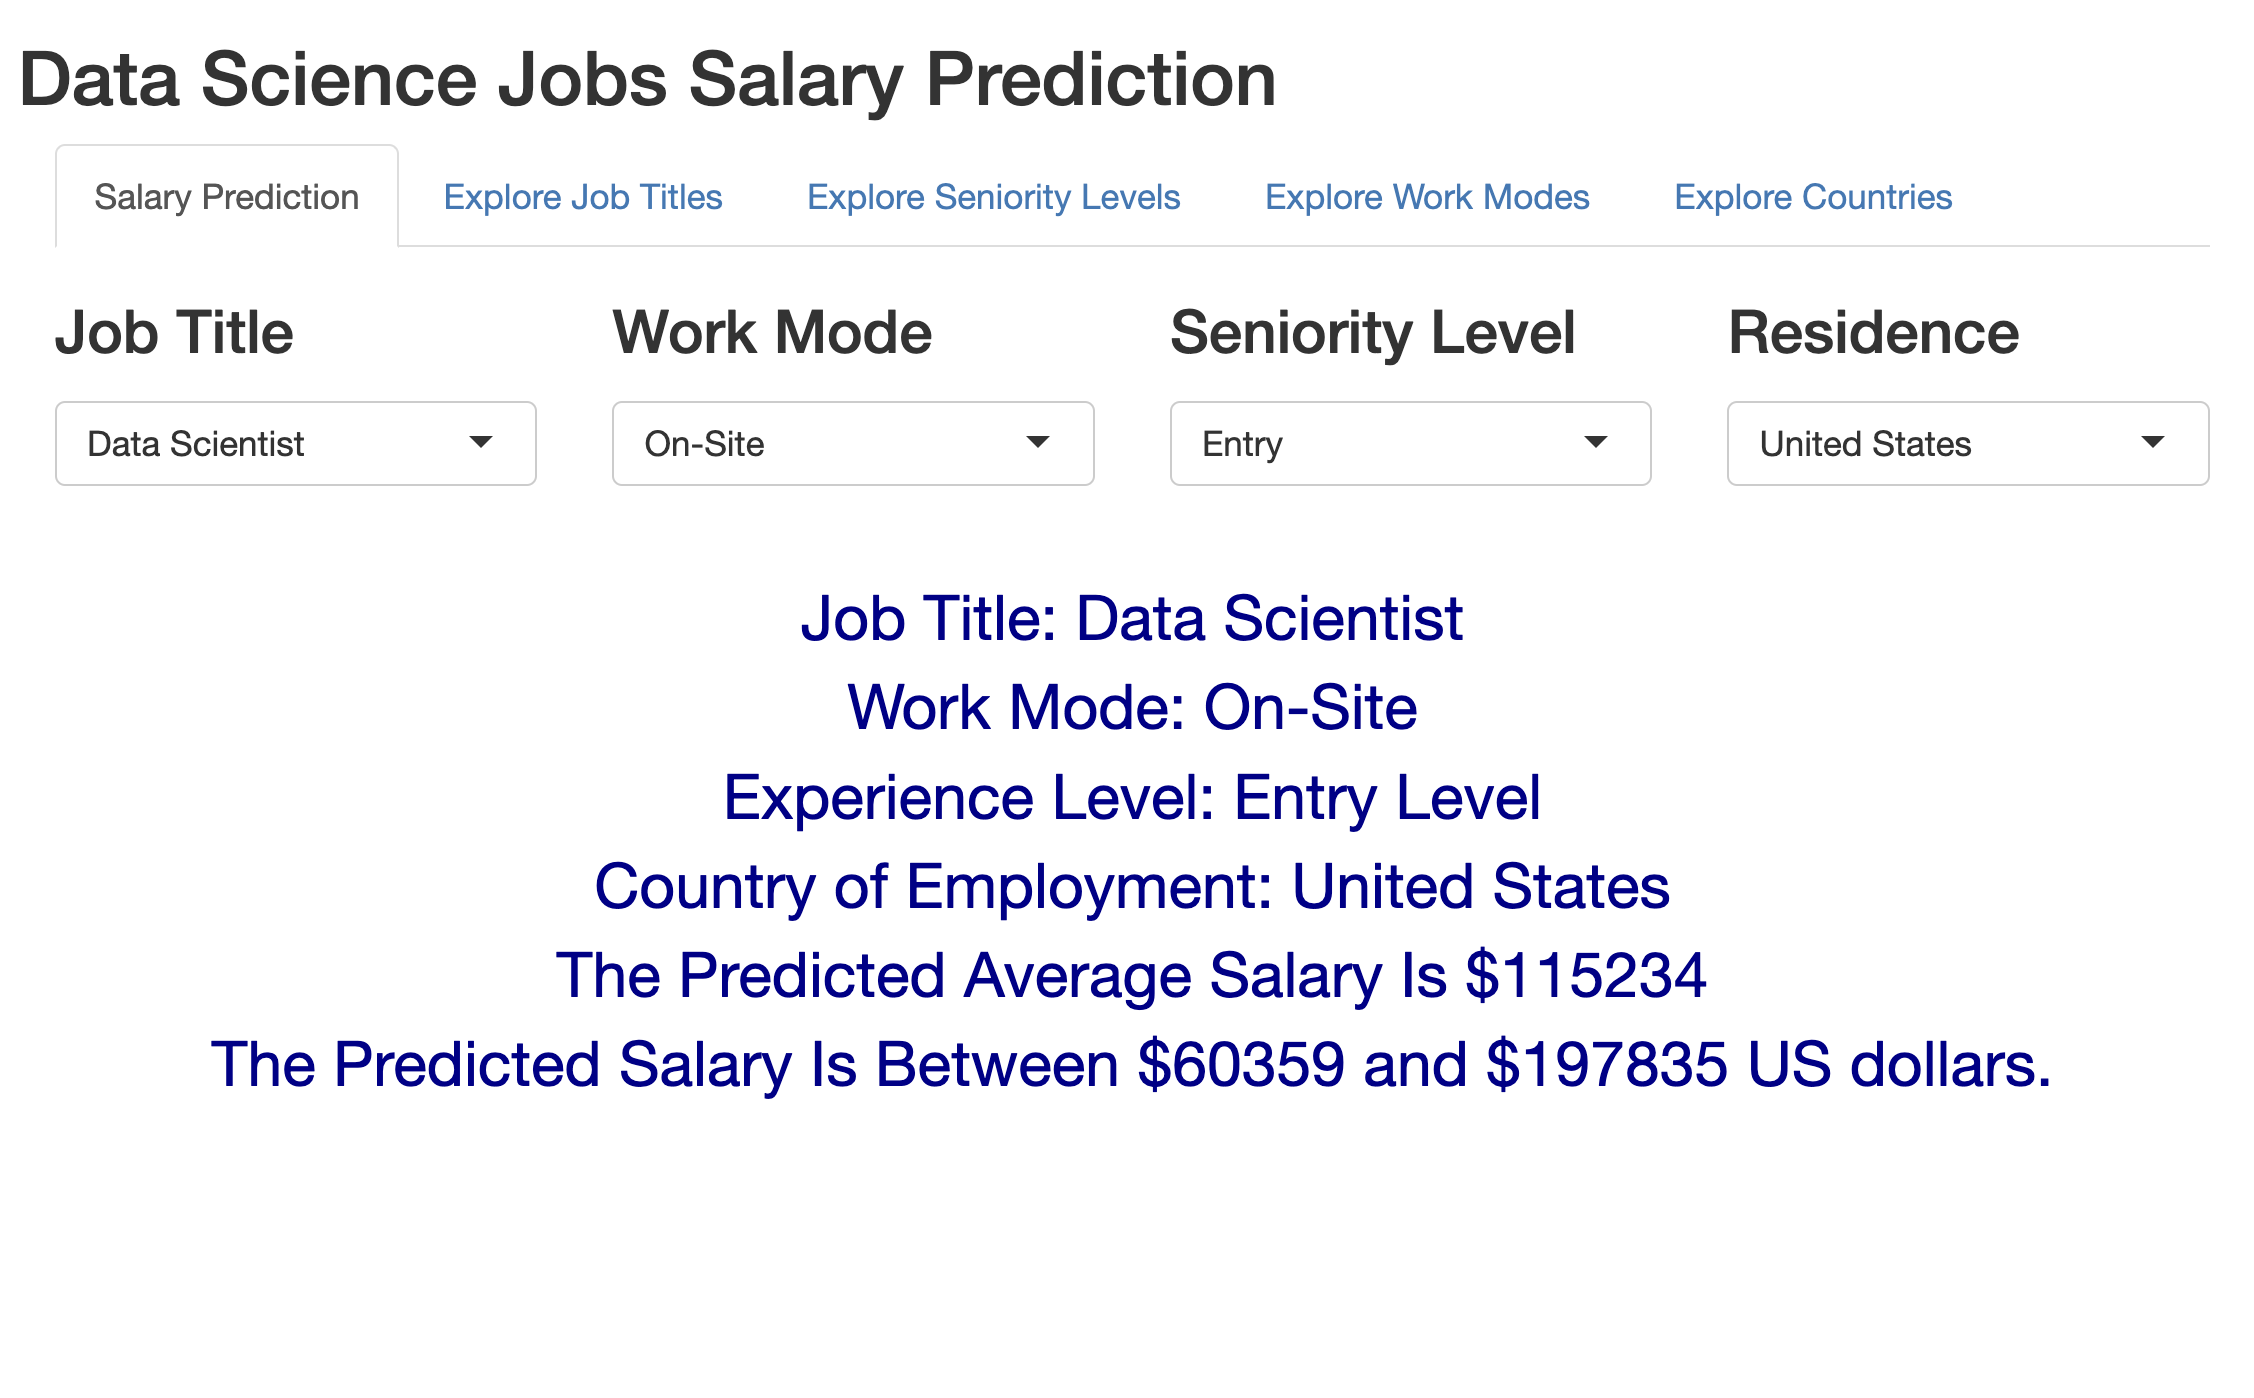 Data Science Jobs Salary Prediction
Salary Prediction Explore Job Titles Explore Seniority Levels Explore Work Modes Explore Countries
Job Title Work Mode Seniority Level Residence
Data Scientist On-Site Entry United States
Job Title: Data Scientist
Work Mode: On-Site
Experience Level: Entry Level
Country of Employment: United States
The Predicted Average Salary Is $115234
The Predicted Salary Is Between $60359 and $197835 US dollars.